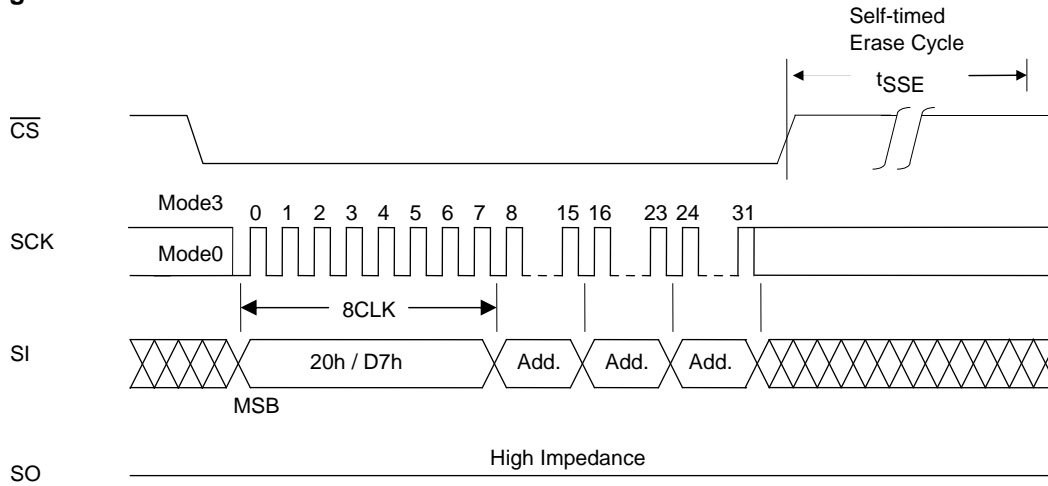 g
Self-timed
Erase Cycle
tSSE
CS
Mode3
0 1 2 3 4 5 6 7 8 15 16 23 24 31
SCK
Mode0
8CLK
SI
20h / D7h Add. Add. Add.
MSB
High Impedance
SO